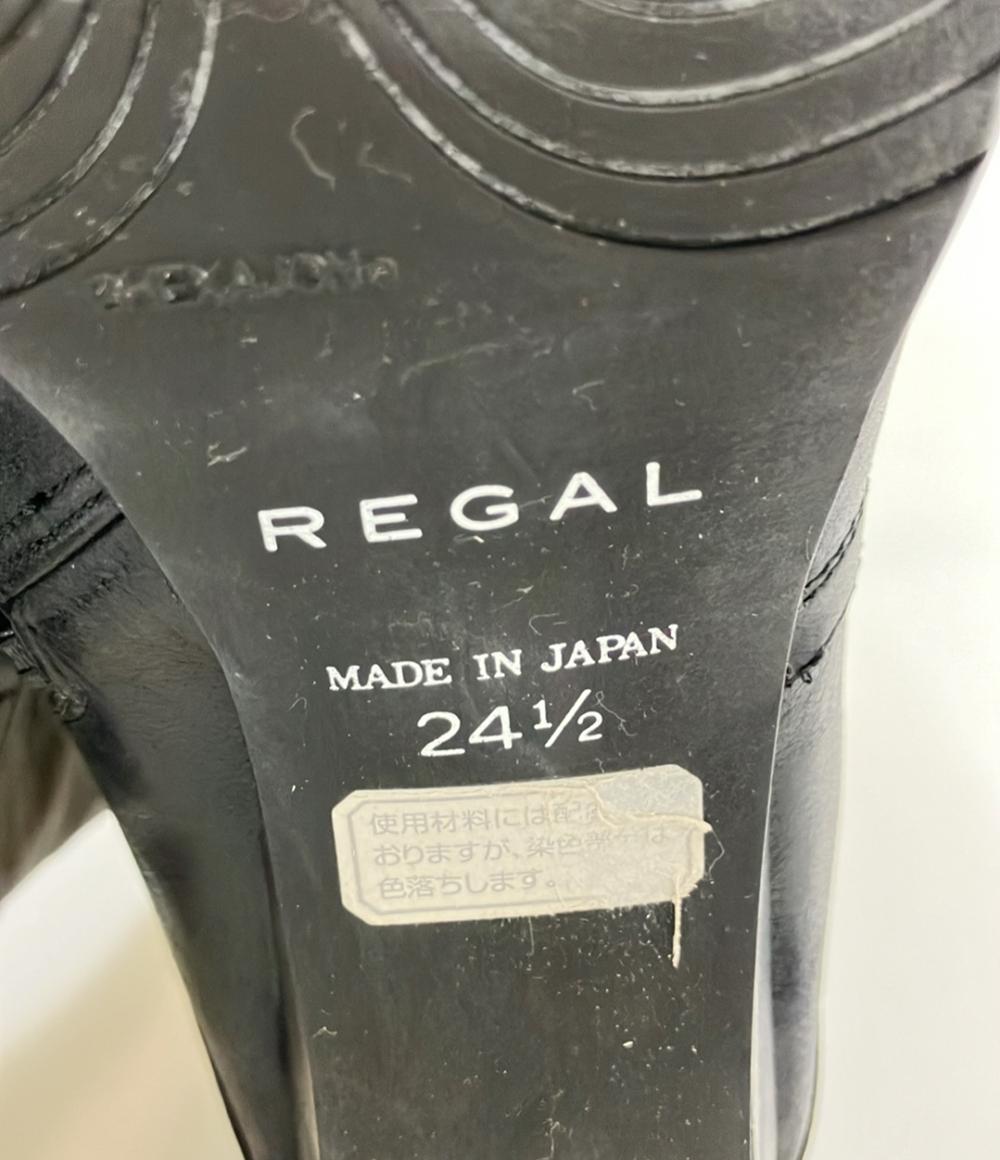 REGAL
MADE IN JAPAN
24½
使用材料には配
おりますが、染色部分は
色落ちします。